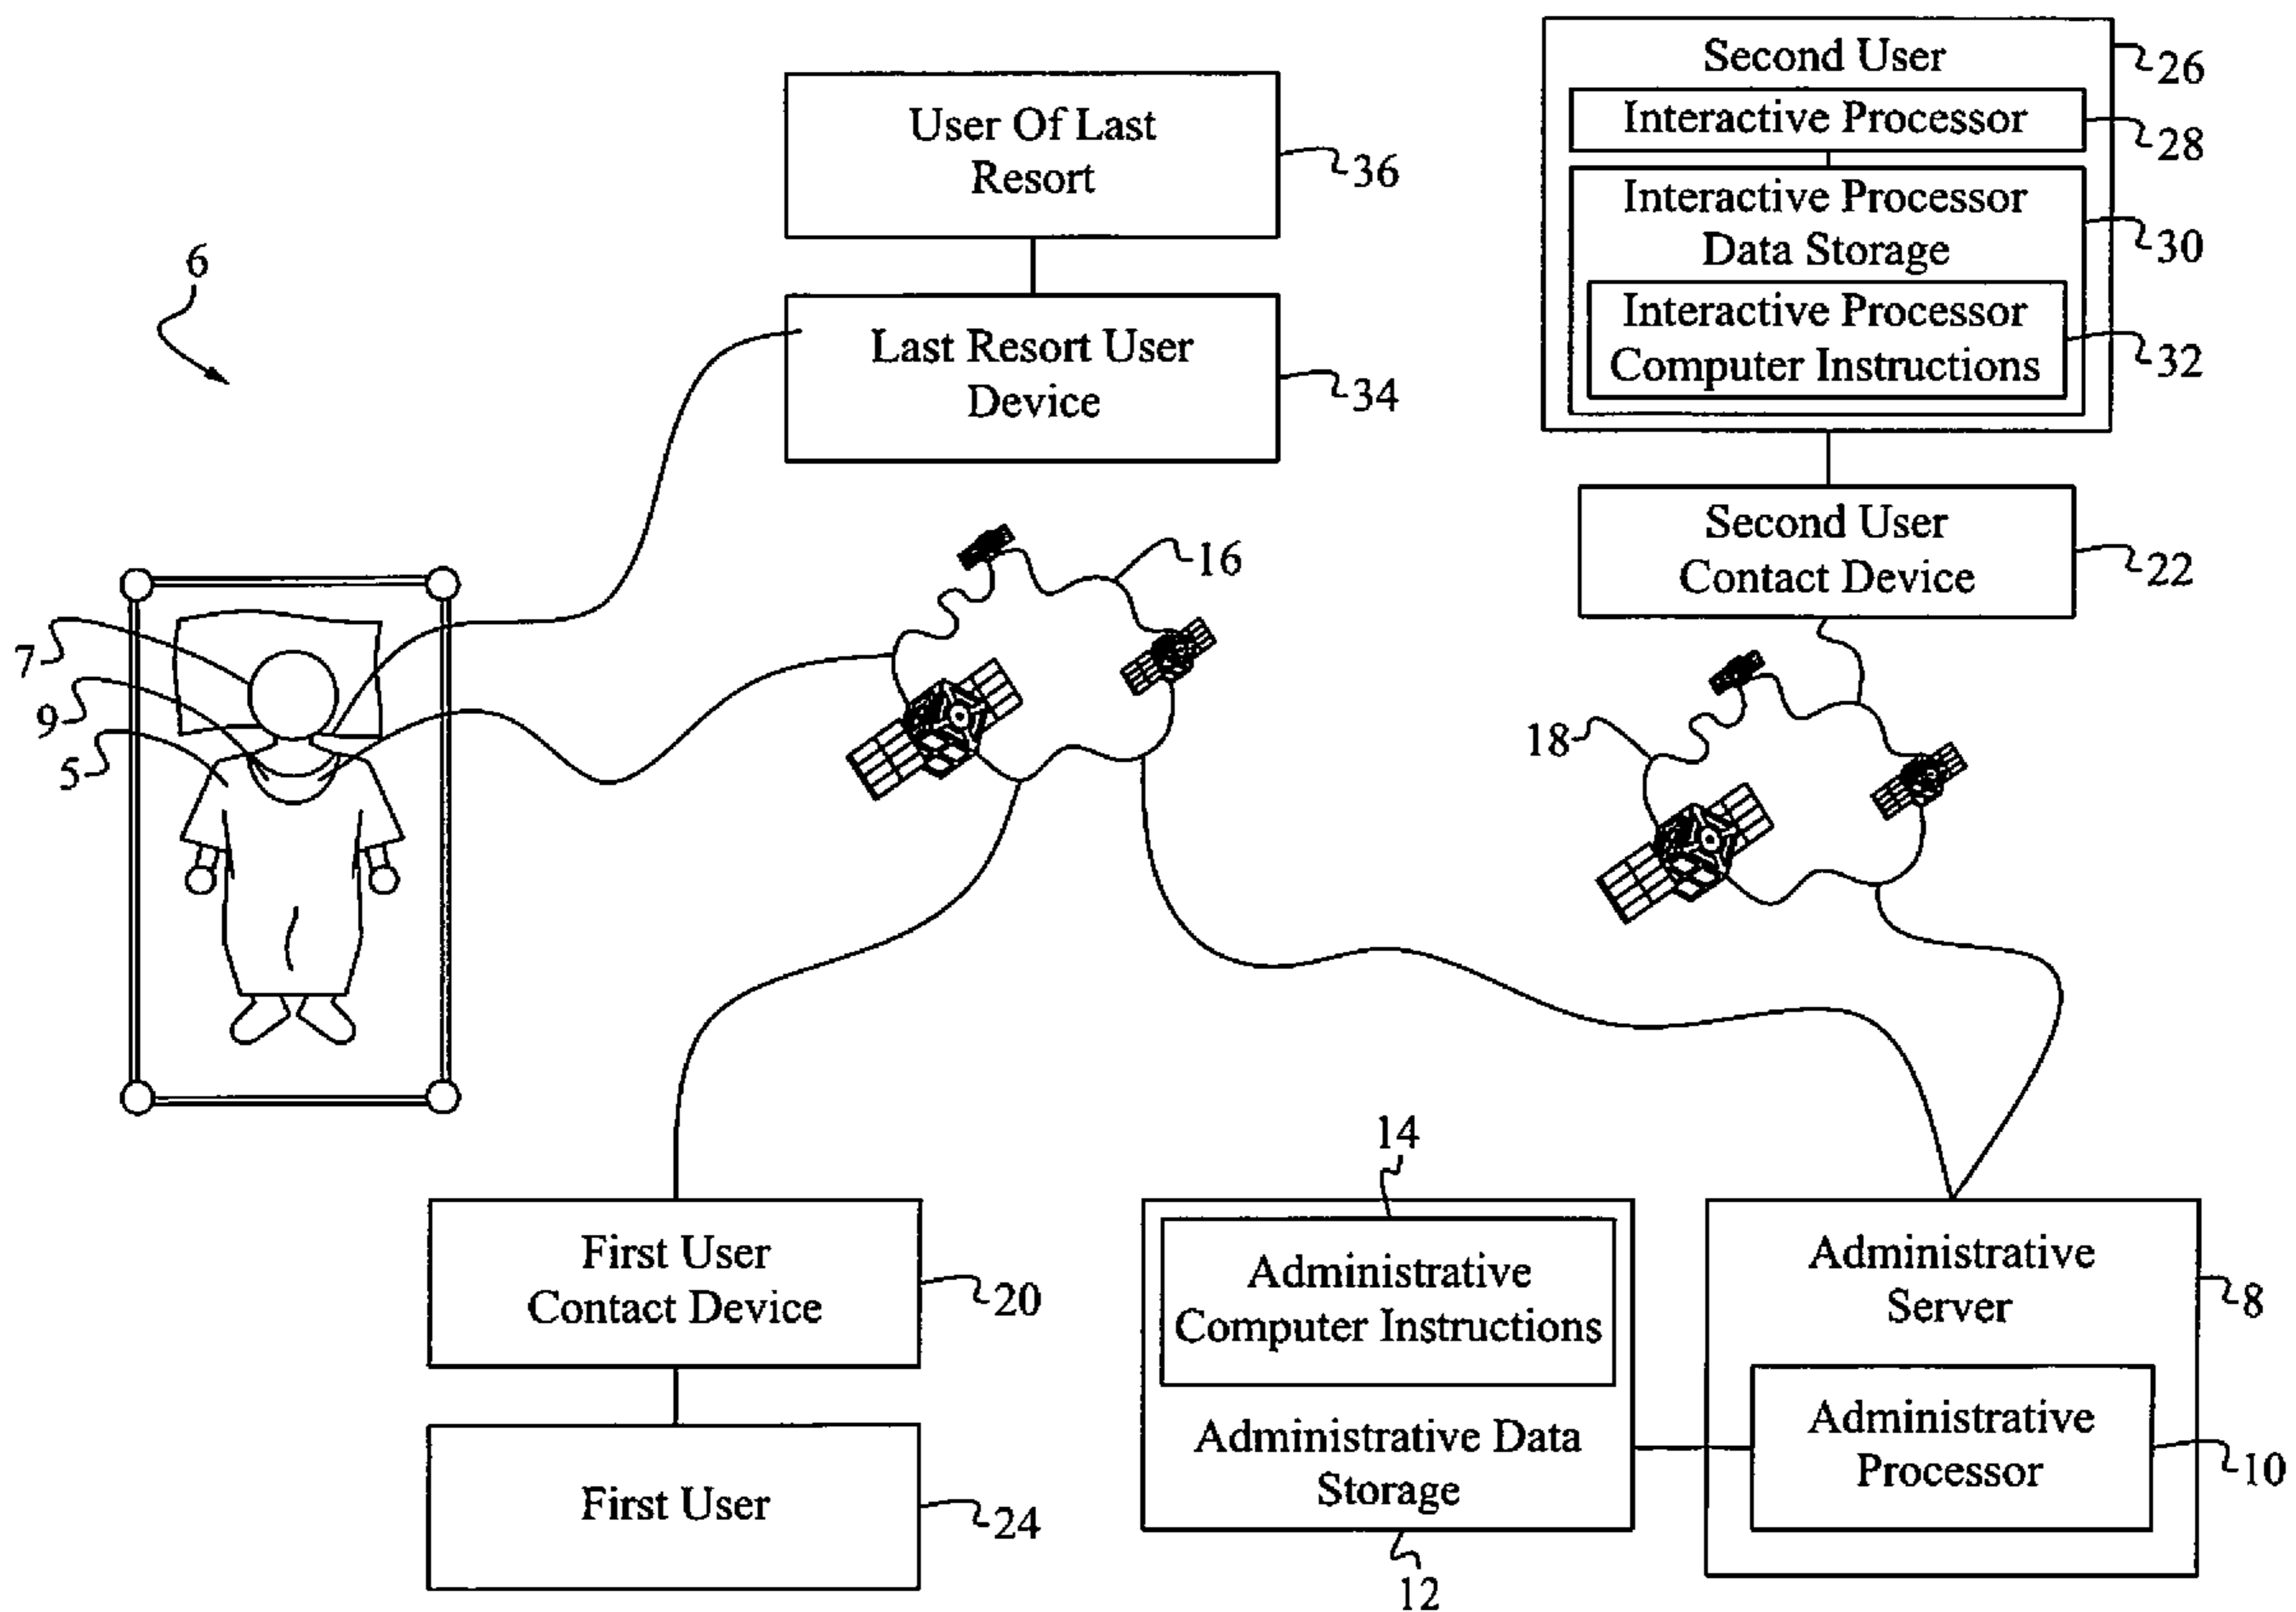 Second User
26
Interactive Processor
28
Interactive Processor
Data Storage
30
Interactive Processor
Computer Instructions
32
User Of Last
Resort
36
Last Resort User
Device
34
6
Second User
Contact Device
22
16
18
7
9
5
14
First User
Contact Device
20
Administrative
Computer Instructions
Administrative Data
Storage
12
Administrative
Server
8
Administrative
Processor
10
First User
24